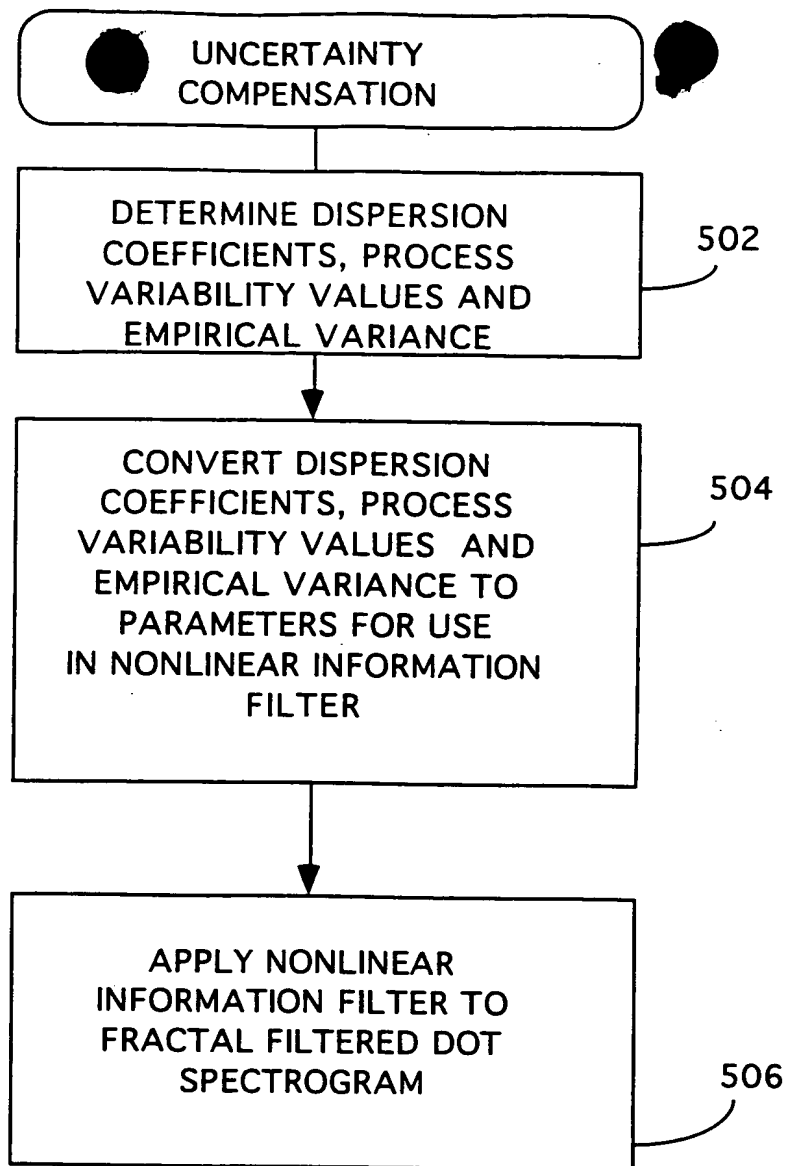 UNCERTAINTY
COMPENSATION
DETERMINE DISPERSION
COEFFICIENTS, PROCESS
VARIABILITY VALUES AND
EMPIRICAL VARIANCE
502
CONVERT DISPERSION
COEFFICIENTS, PROCESS
VARIABILITY VALUES AND
EMPIRICAL VARIANCE TO
PARAMETERS FOR USE
IN NONLINEAR INFORMATION
FILTER
504
APPLY NONLINEAR
INFORMATION FILTER TO
FRACTAL FILTERED DOT
SPECTROGRAM
506